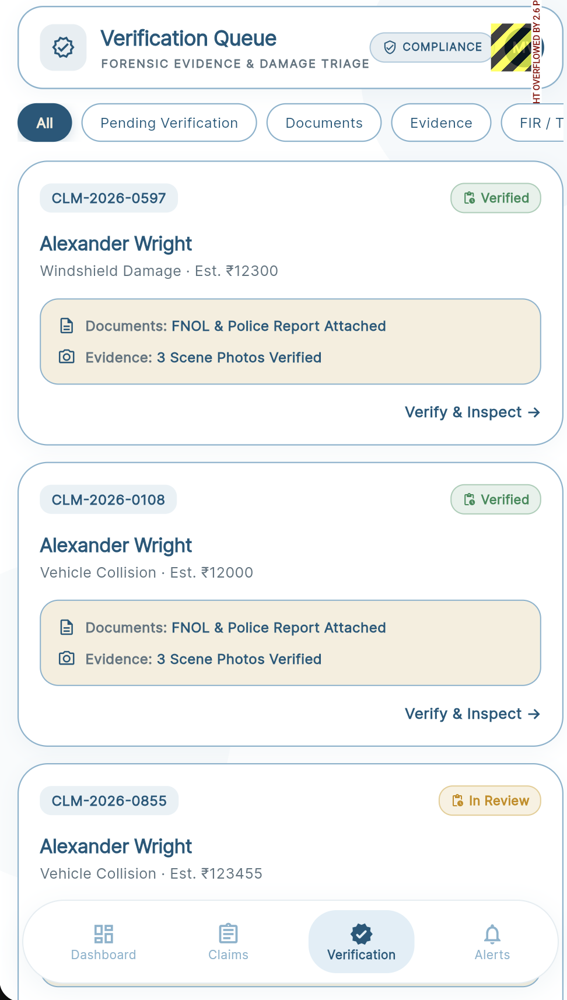 Verification Queue
FORENSIC EVIDENCE & DAMAGE TRIAGE
COMPLIANCE
HT OVERFLOWED BY 2.6 P
All
Pending Verification
Documents
Evidence
FIR / T
CLM-2026-0597
Verified
Alexander Wright
Windshield Damage · Est. ₹12300
Documents: FNOL & Police Report Attached
Evidence: 3 Scene Photos Verified
Verify & Inspect →
CLM-2026-0108
Verified
Alexander Wright
Vehicle Collision · Est. ₹12000
Documents: FNOL & Police Report Attached
Evidence: 3 Scene Photos Verified
Verify & Inspect →
CLM-2026-0855
In Review
Alexander Wright
Vehicle Collision · Est. ₹123455
Dashboard
Claims
Verification
Alerts